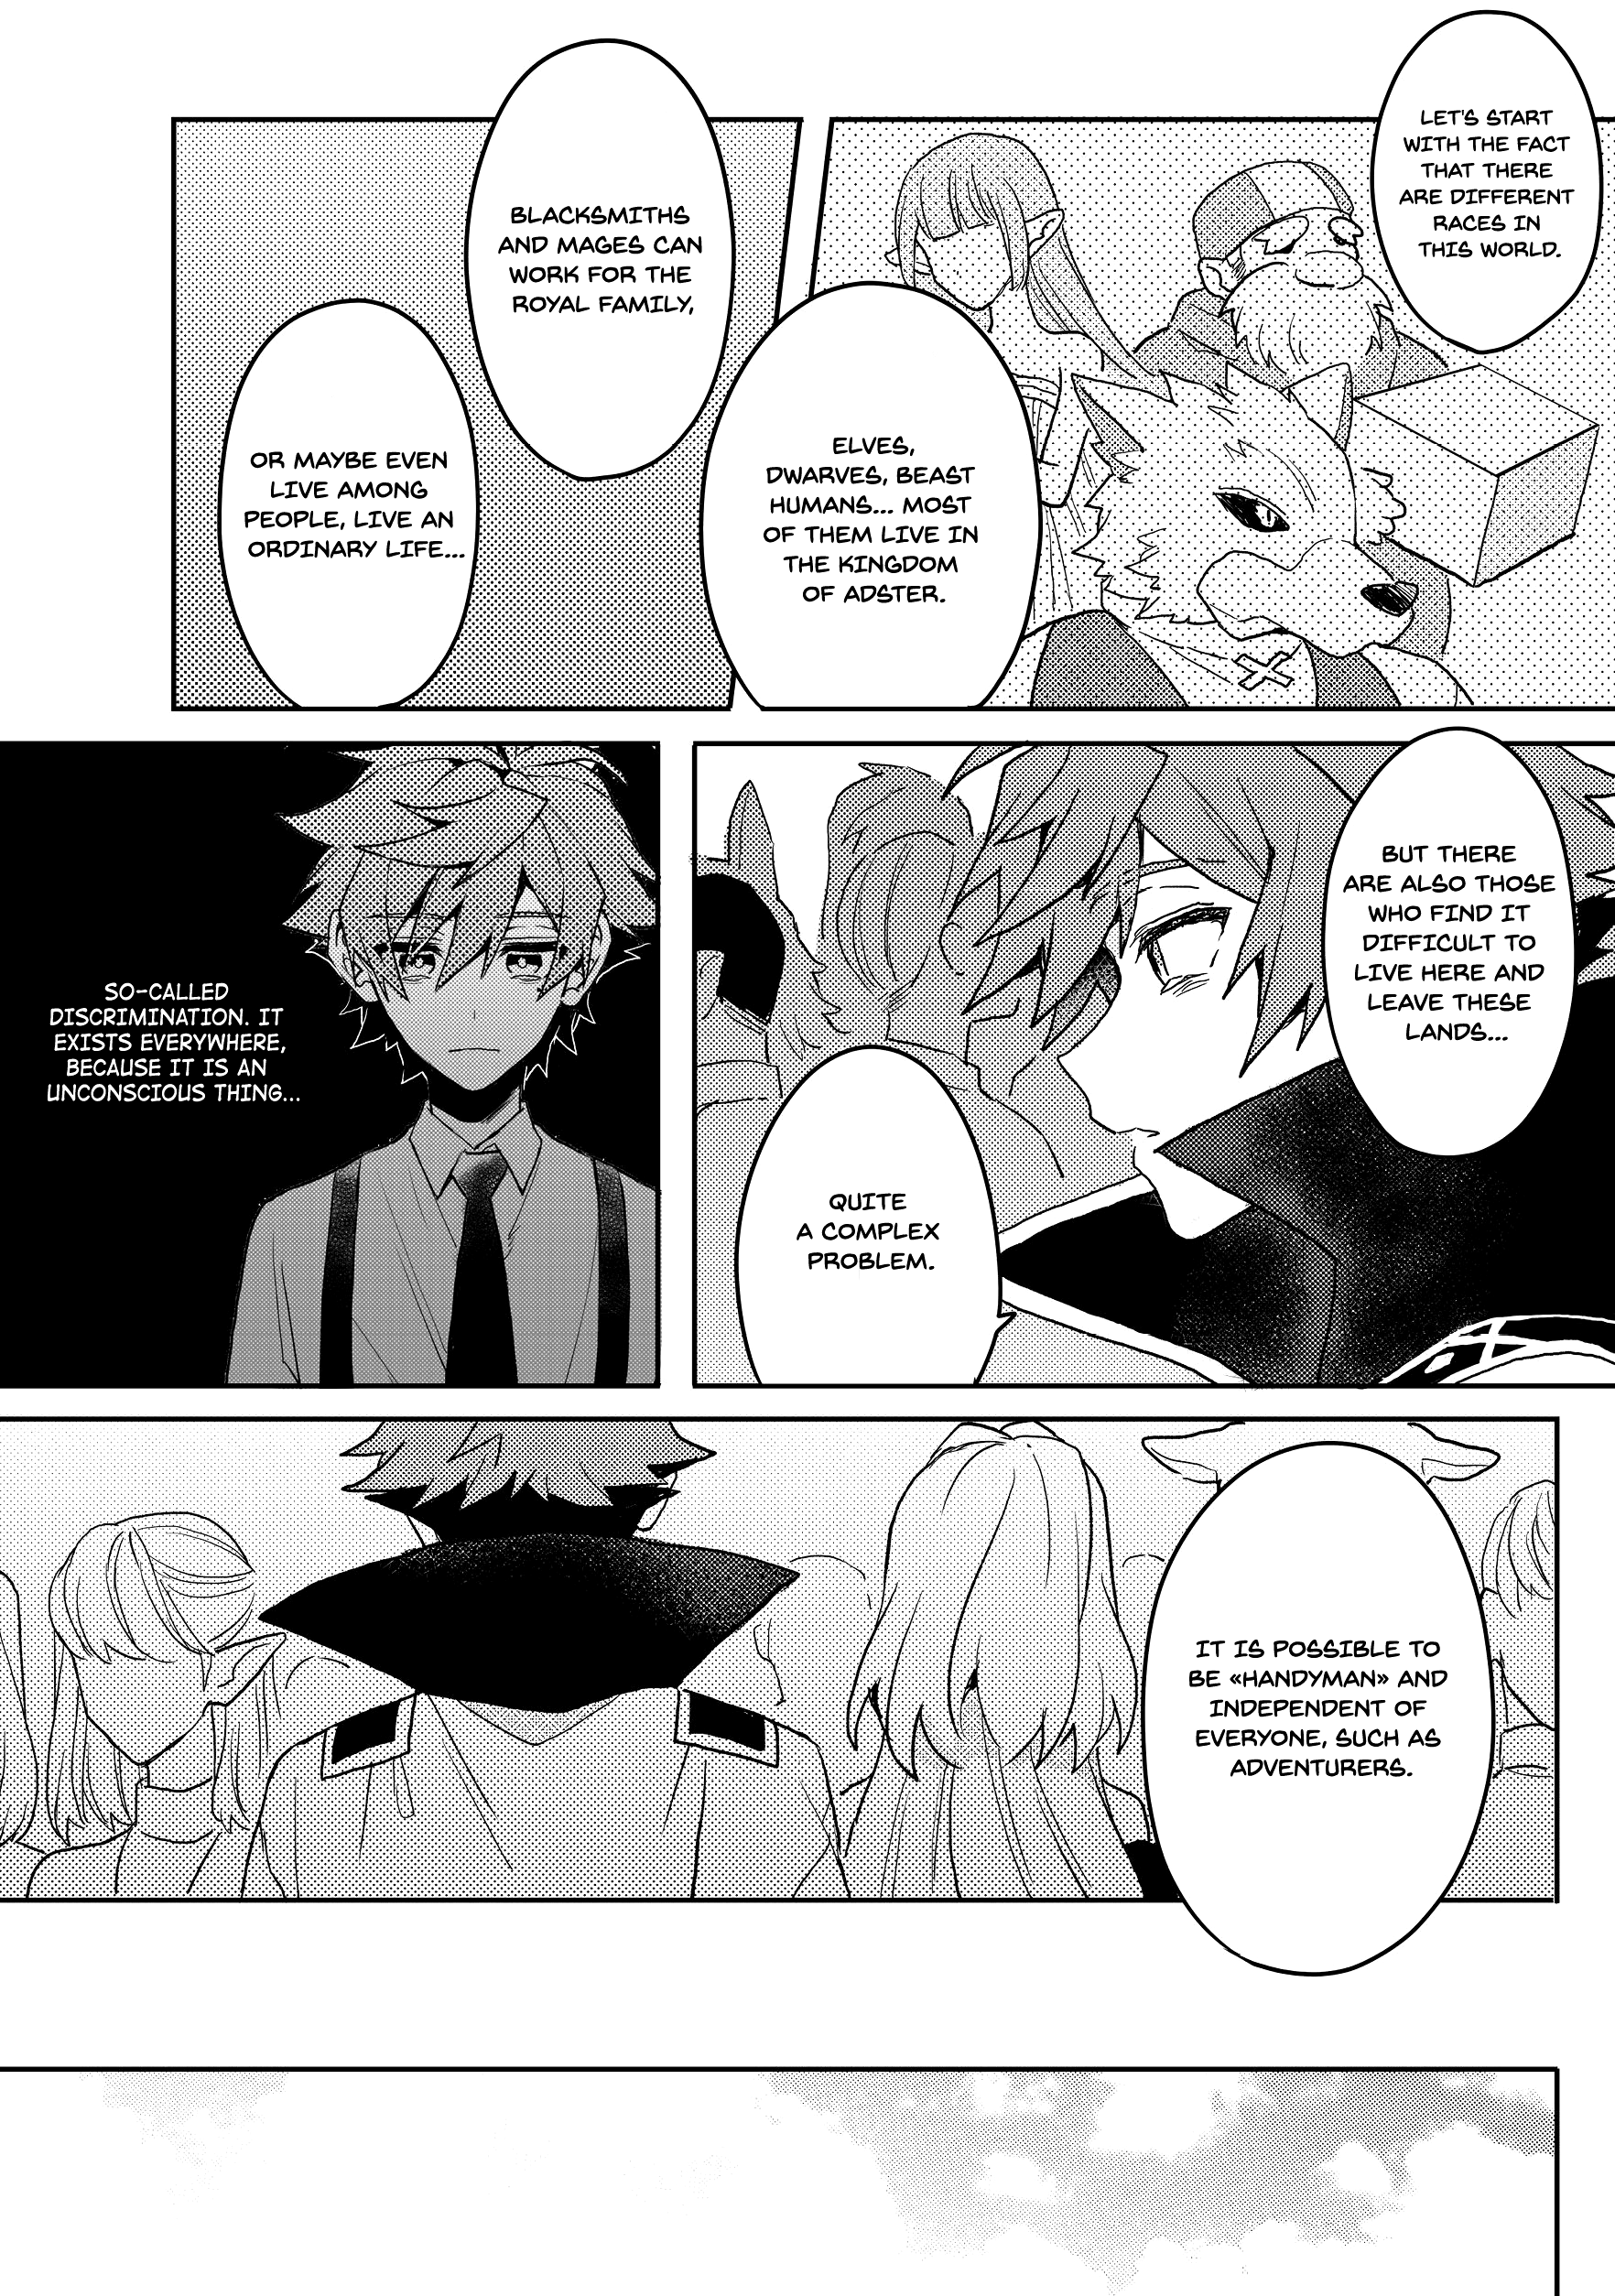 LET'S START
WITH THE FACT
THAT THERE
ARE DIFFERENT
RACES IN
THIS WORLD.
ELVES,
DWARVES, BEAST
HUMANS... MOST
OF THEM LIVE IN
THE KINGDOM
OF ADSTER.
BLACKSMITHS
AND MAGES CAN
WORK FOR THE
ROYAL FAMILY,
OR MAYBE EVEN
LIVE AMONG
PEOPLE, LIVE AN
ORDINARY LIFE...
BUT THERE
ARE ALSO THOSE
WHO FIND IT
DIFFICULT TO
LIVE HERE AND
LEAVE THESE
LANDS...
QUITE
A COMPLEX
PROBLEM.
SO-CALLED
DISCRIMINATION. IT
EXISTS EVERYWHERE,
BECAUSE IT IS AN
UNCONSCIOUS THING...
IT IS POSSIBLE TO
BE «HANDYMAN» AND
INDEPENDENT OF
EVERYONE, SUCH AS
ADVENTURERS.